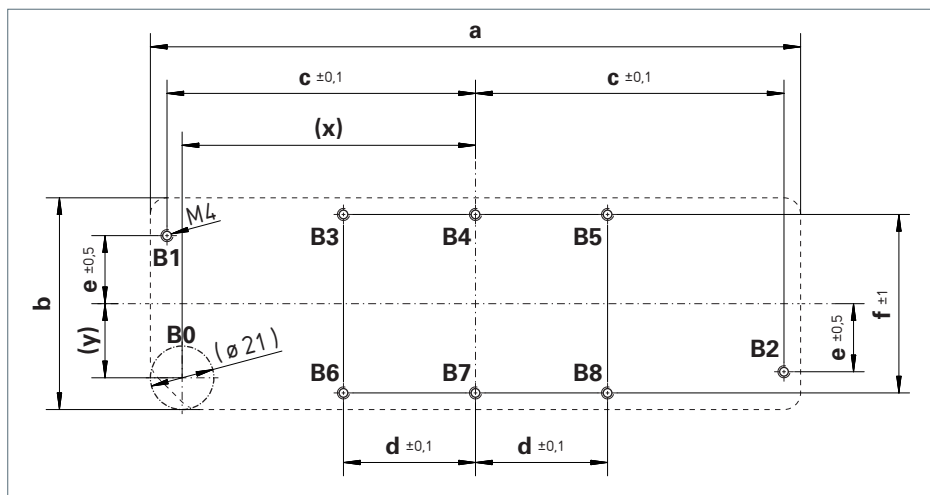 a
c ±0,1
c ±0,1
(x)
M4
B3
B4
B5
B1
e ±0,5
b
f ±1
B0
(y)
(ø21)
e ±0,5
B2
B6
B7
B8
d ±0,1
d ±0,1